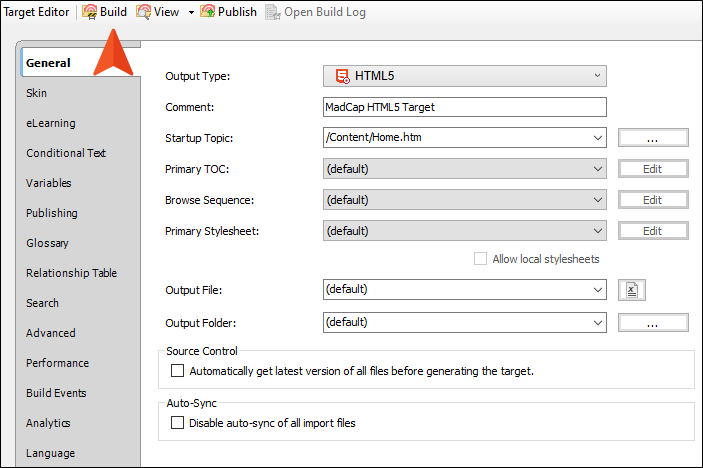 Target Editor Build View Publish Open Build Log
General
Skin
eLearning
Conditional Text
Variables
Publishing
Glossary
Relationship Table
Search
Advanced
Performance
Build Events
Analytics
Language
Output Type: HTML5
Comment: MadCap HTML5 Target
Startup Topic: /Content/Home.htm ...
Primary TOC: (default) Edit
Browse Sequence: (default) Edit
Primary Stylesheet: (default) Edit
Allow local stylesheets
Output File: (default)
Output Folder: (default) ...
Source Control
Automatically get latest version of all files before generating the target.
Auto-Sync
Disable auto-sync of all import files